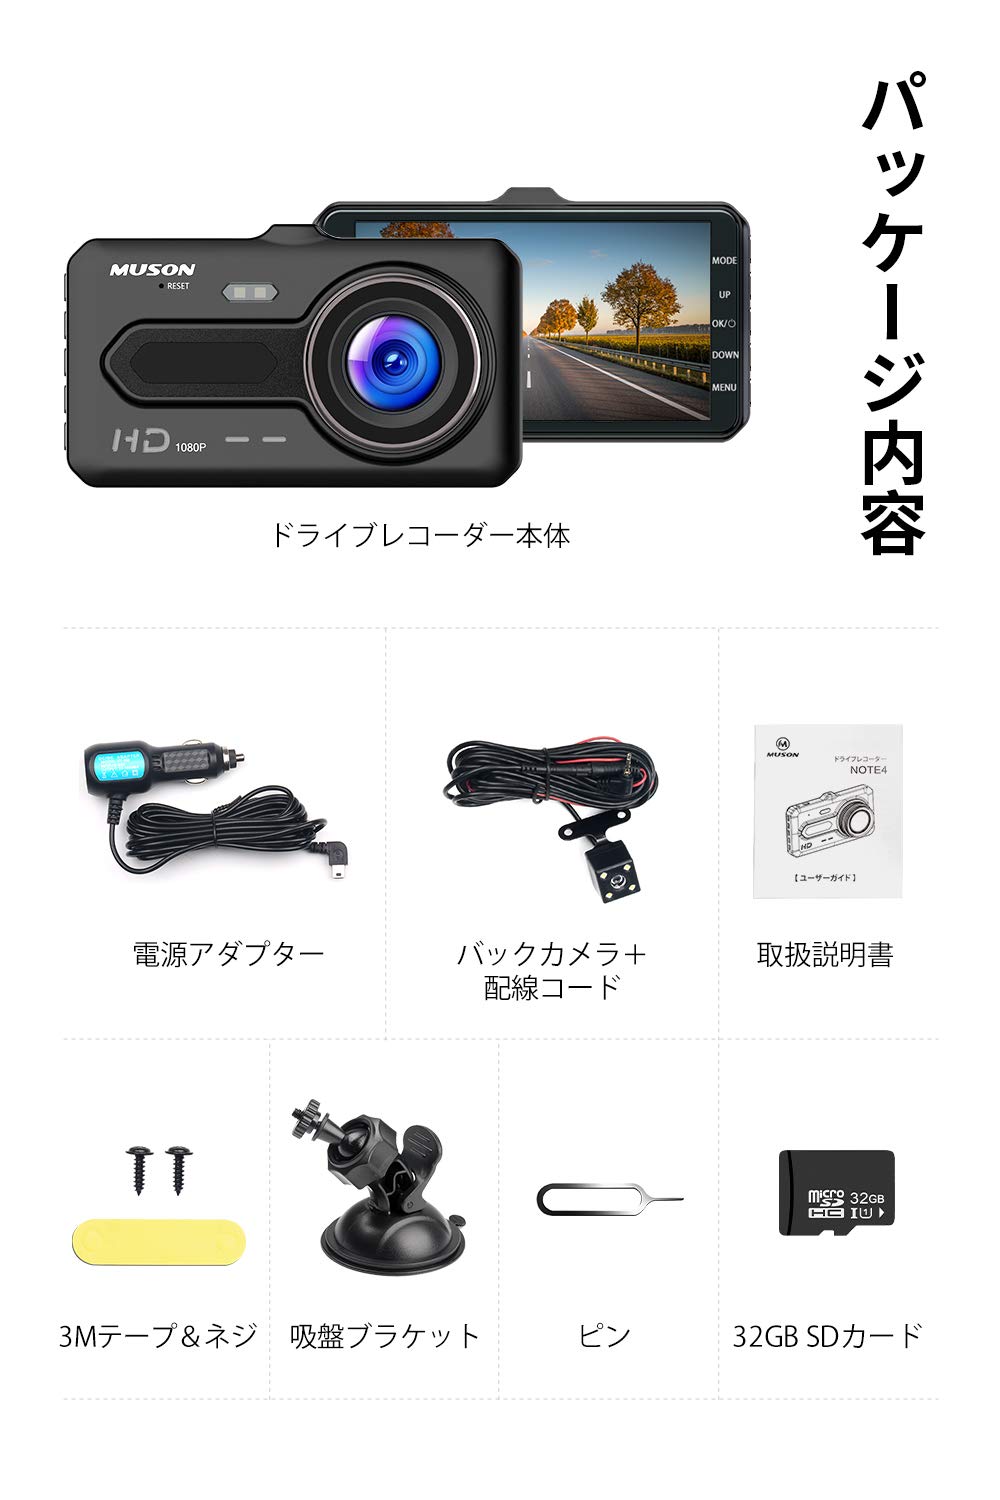 パッケージ内容
MUSON
RESET
HD 1080P
MODE
UP
OK/
DOWN
MENU
ドライブレコーダー本体
MUSON
ドライブレコーダー
NOTE4
HD
【ユーザーガイド】
電源アダプター
バックカメラ＋
配線コード
取扱説明書
micro
SD
HC I U1
32GB
3Mテープ＆ネジ
吸盤ブラケット
ピン
32GB SDカード